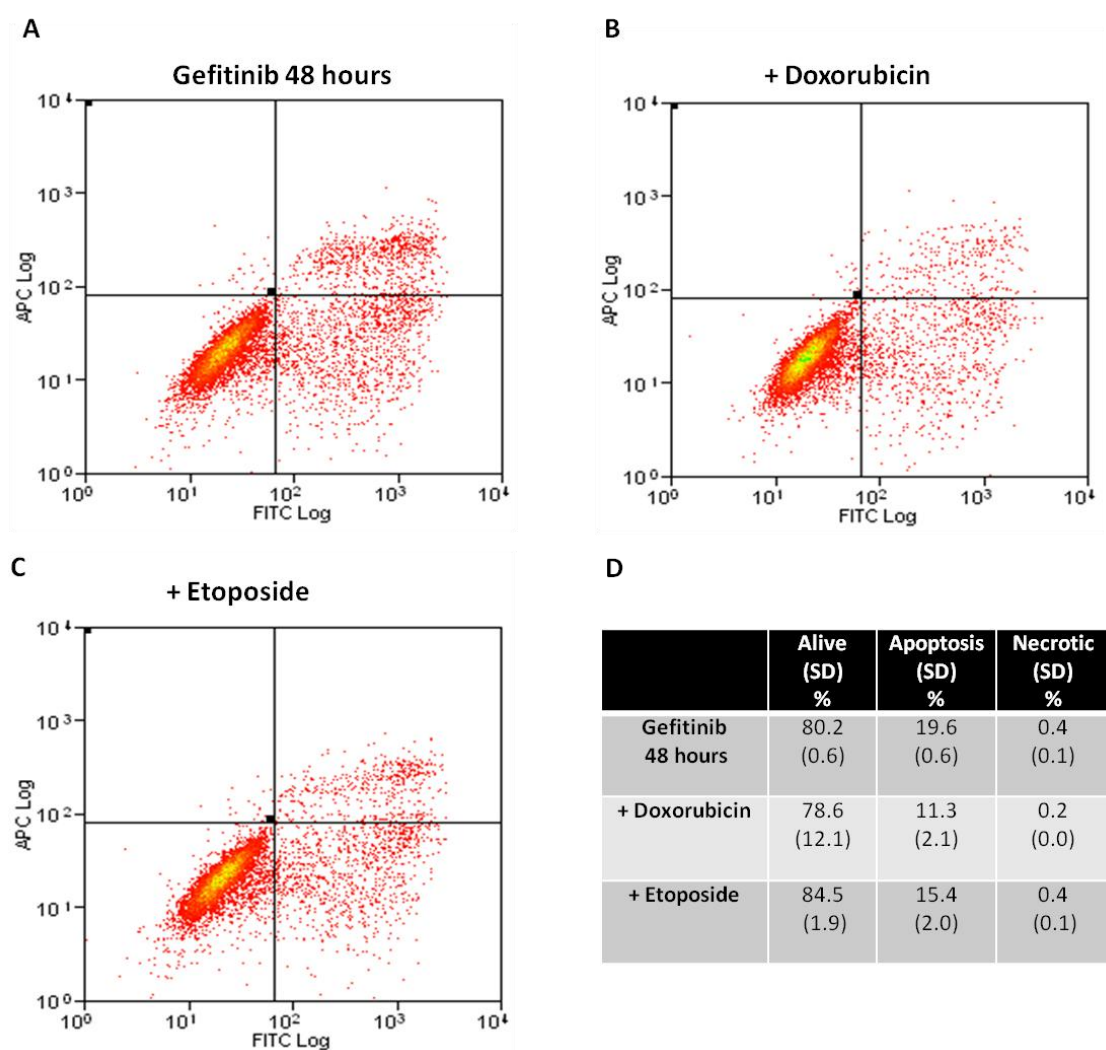 A
Gefitinib 48 hours
10⁴
10³
10²
10¹
10⁰
APC Log
10⁰ 10¹ 10² 10³ 10⁴
FITC Log
B
+ Doxorubicin
10⁴
10³
10²
10¹
10⁰
APC Log
10⁰ 10¹ 10² 10³ 10⁴
FITC Log
C
+ Etoposide
10⁴
10³
10²
10¹
10⁰
APC Log
10⁰ 10¹ 10² 10³ 10⁴
FITC Log
D
Alive Apoptosis Necrotic
(SD) (SD) (SD)
% % %
Gefitinib 80.2 19.6 0.4
48 hours (0.6) (0.6) (0.1)
+ Doxorubicin 78.6 11.3 0.2
(12.1) (2.1) (0.0)
+ Etoposide 84.5 15.4 0.4
(1.9) (2.0) (0.1)